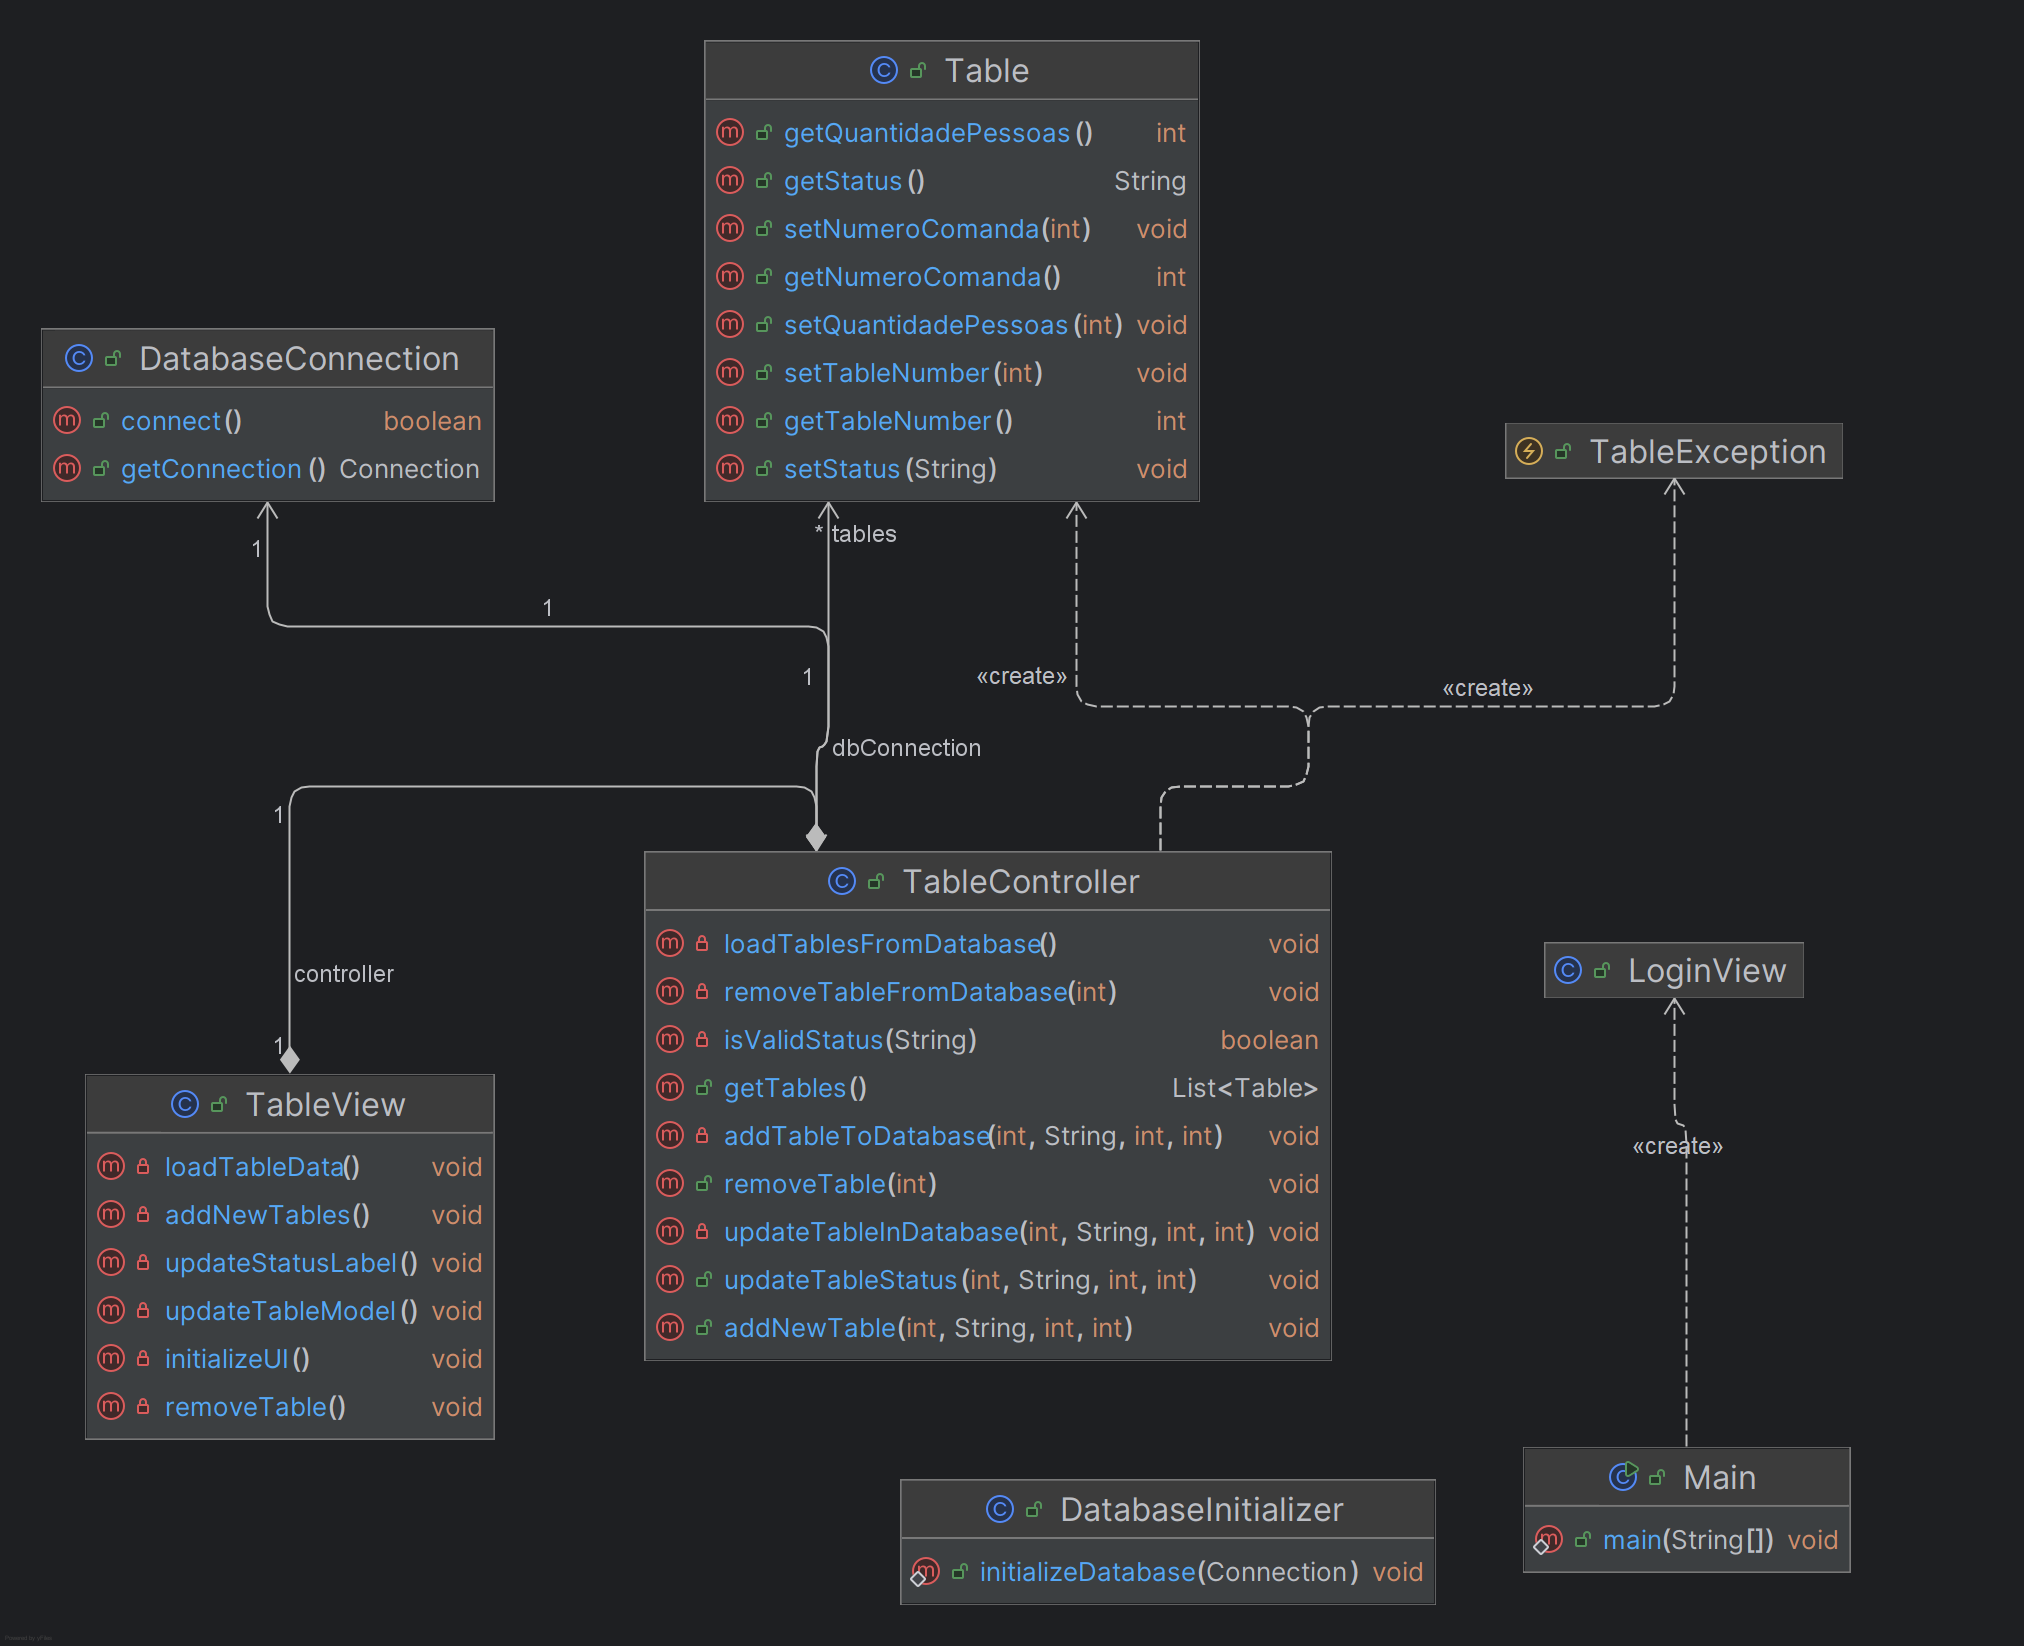 Table
getQuantidadePessoas() int
getStatus() String
setNumeroComanda(int) void
getNumeroComanda() int
setQuantidadePessoas(int) void
setTableNumber(int) void
getTableNumber() int
setStatus(String) void
DatabaseConnection
connect() boolean
getConnection() Connection
TableException
* tables
1
1
1
«create»
«create»
dbConnection
1
controller
1
TableController
loadTablesFromDatabase() void
removeTableFromDatabase(int) void
isValidStatus(String) boolean
getTables() List<Table>
addTableToDatabase(int, String, int, int) void
removeTable(int) void
updateTableInDatabase(int, String, int, int) void
updateTableStatus(int, String, int, int) void
addNewTable(int, String, int, int) void
LoginView
«create»
TableView
loadTableData() void
addNewTables() void
updateStatusLabel() void
updateTableModel() void
initializeUI() void
removeTable() void
Main
main(String[]) void
DatabaseInitializer
initializeDatabase(Connection) void
Powered by yFiles